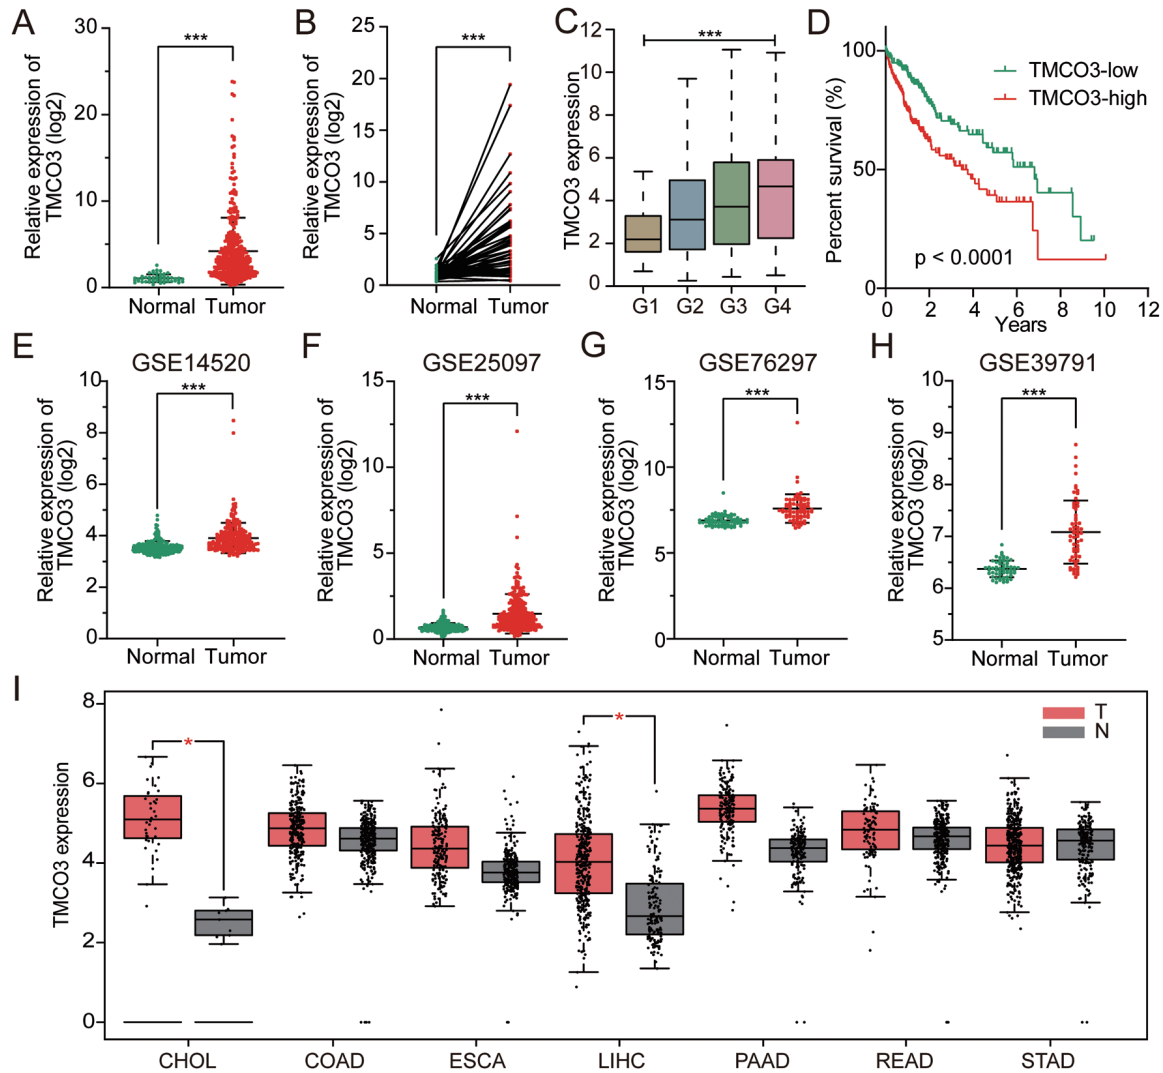 A
Relative expression of
TMCO3 (log2)
30
20
10
0
***
Normal Tumor
B
Relative expression of
TMCO3 (log2)
25
20
15
10
5
0
***
Normal Tumor
C
TMCO3 expression
12
10
8
6
4
2
0
***
G1 G2 G3 G4
D
Percent survival (%)
100
50
0
TMCO3-low
TMCO3-high
p < 0.0001
0 2 4 6 8 10 12
Years
E
GSE14520
Relative expression of
TMCO3 (log2)
10
8
6
4
2
0
***
Normal Tumor
F
GSE25097
Relative expression of
TMCO3 (log2)
15
10
5
0
***
Normal Tumor
G
GSE76297
Relative expression of
TMCO3 (log2)
15
10
5
0
***
Normal Tumor
H
GSE39791
Relative expression of
TMCO3 (log2)
10
9
8
7
6
5
***
Normal Tumor
I
TMCO3 expression
8
6
4
2
0
*
*
T
N
CHOL COAD ESCA LIHC PAAD READ STAD